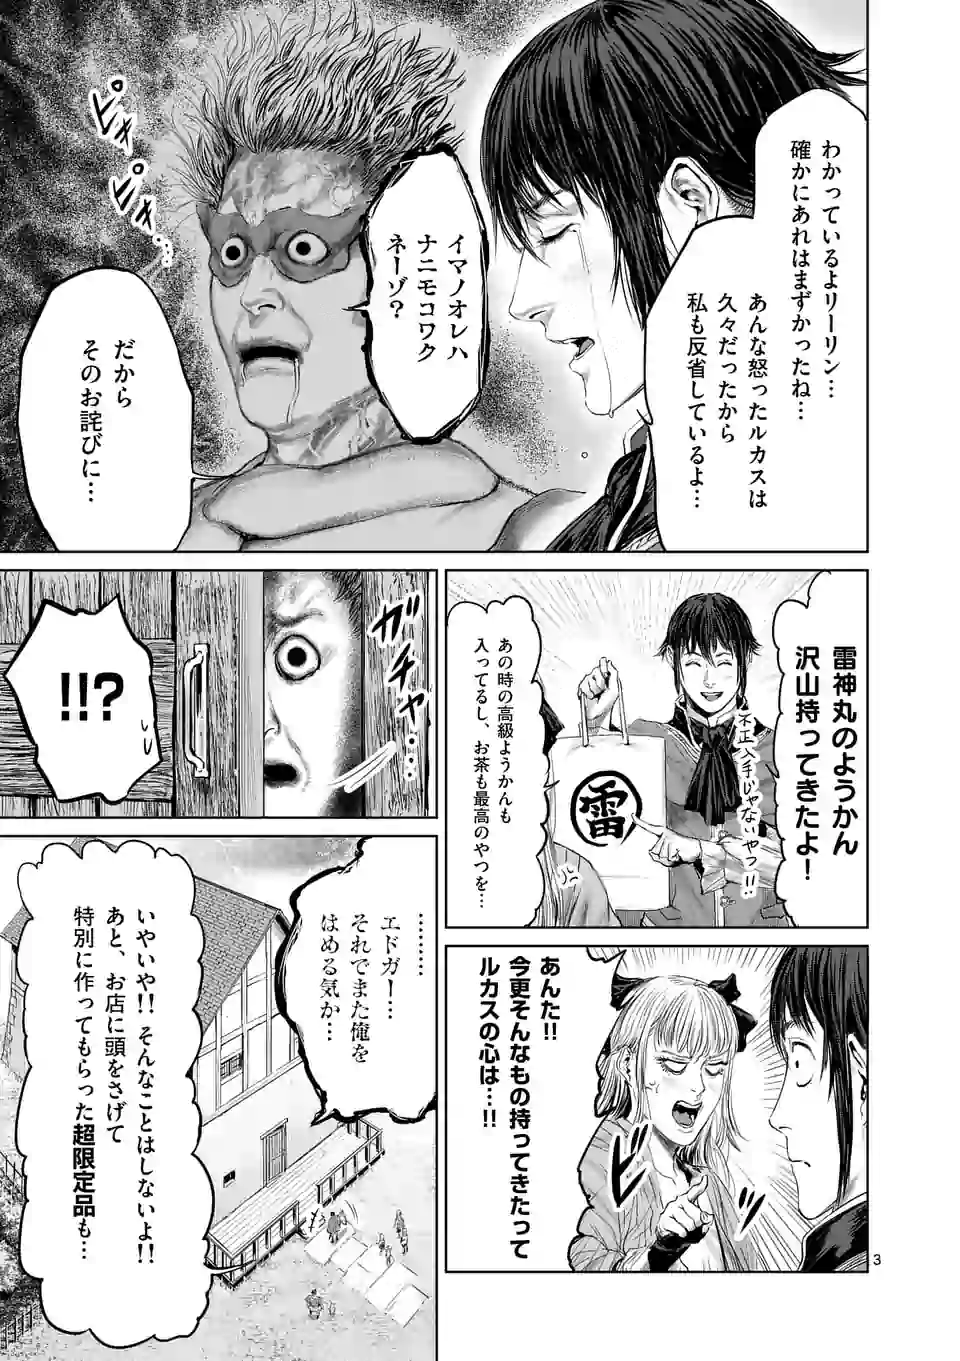 わかっているよリーリン…
確かにあれはまずかったね…
あんな怒ったルカスは
久々だったから
私も反省しているよ…
イマノオレハ
ナニモコワク
ネーゾ？
ピキッ
ピキッ
だから
そのお詫びに…
雷神丸のようかん
沢山持ってきたよ！
不正入手じゃないやつ!!
雷
あの時の高級ようかんも
入ってるし、お茶も最高のやつを…
ガチャ
!!?
あんた!!
今更そんなもの持ってきたって
ルカスの心は…!!
ビシッ
………
エドガー…
それでまた俺を
はめる気か…
いやいや!! そんなことはしないよ!!
あと、お店に頭をさげて
特別に作ってもらった超限定品も…
3